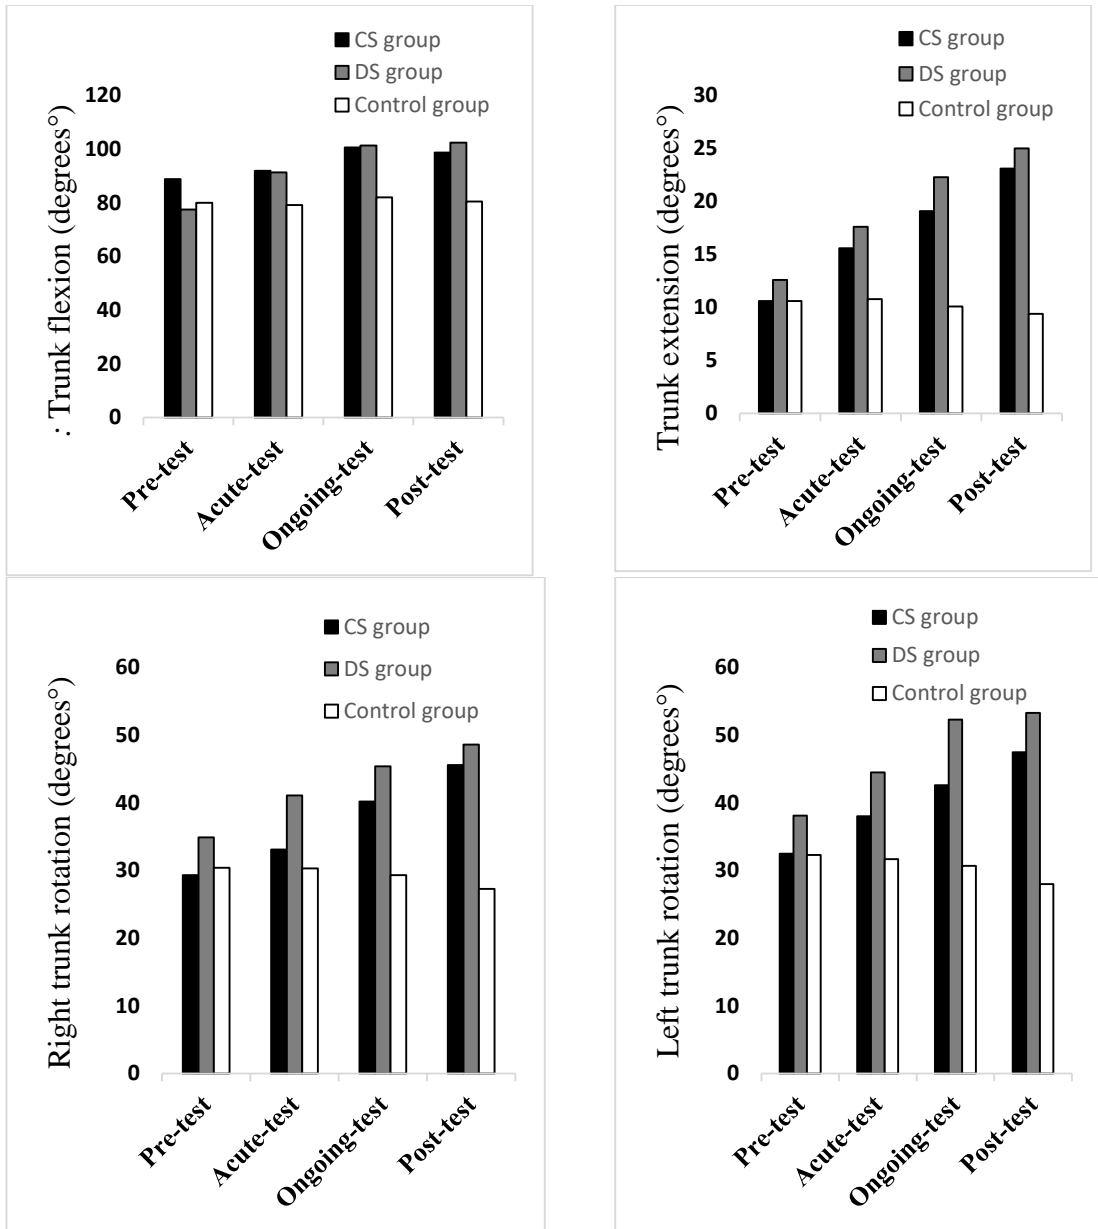 CS group
DS group
Control group
: Trunk flexion (degrees°)
120
100
80
60
40
20
0
Pre-test
Acute-test
Ongoing-test
Post-test
CS group
DS group
Control group
Trunk extension (degrees°)
30
25
20
15
10
5
0
Pre-test
Acute-test
Ongoing-test
Post-test
CS group
DS group
Control group
Right trunk rotation (degrees°)
60
50
40
30
20
10
0
Pre-test
Acute-test
Ongoing-test
Post-test
CS group
DS group
Control group
Left trunk rotation (degrees°)
60
50
40
30
20
10
0
Pre-test
Acute-test
Ongoing-test
Post-test